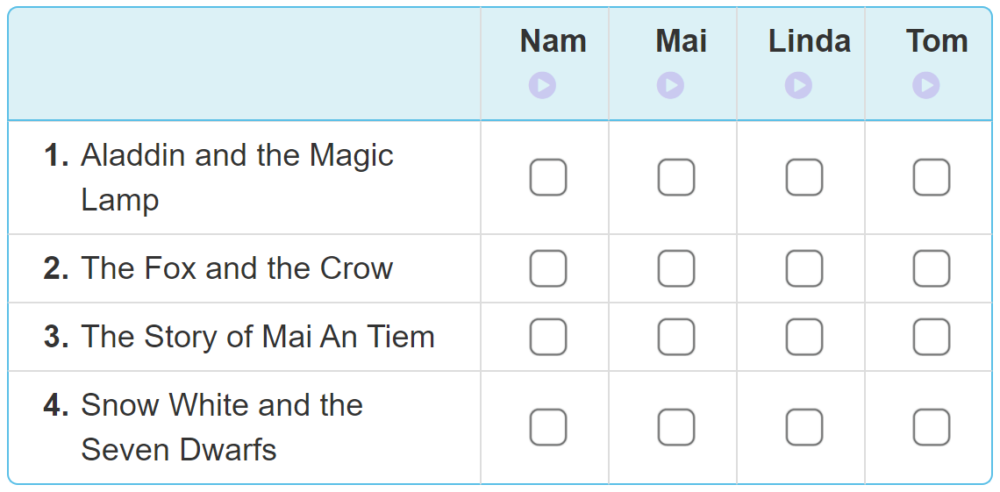 Nam Mai Linda Tom
1. Aladdin and the Magic
Lamp
2. The Fox and the Crow
3. The Story of Mai An Tiem
4. Snow White and the
Seven Dwarfs